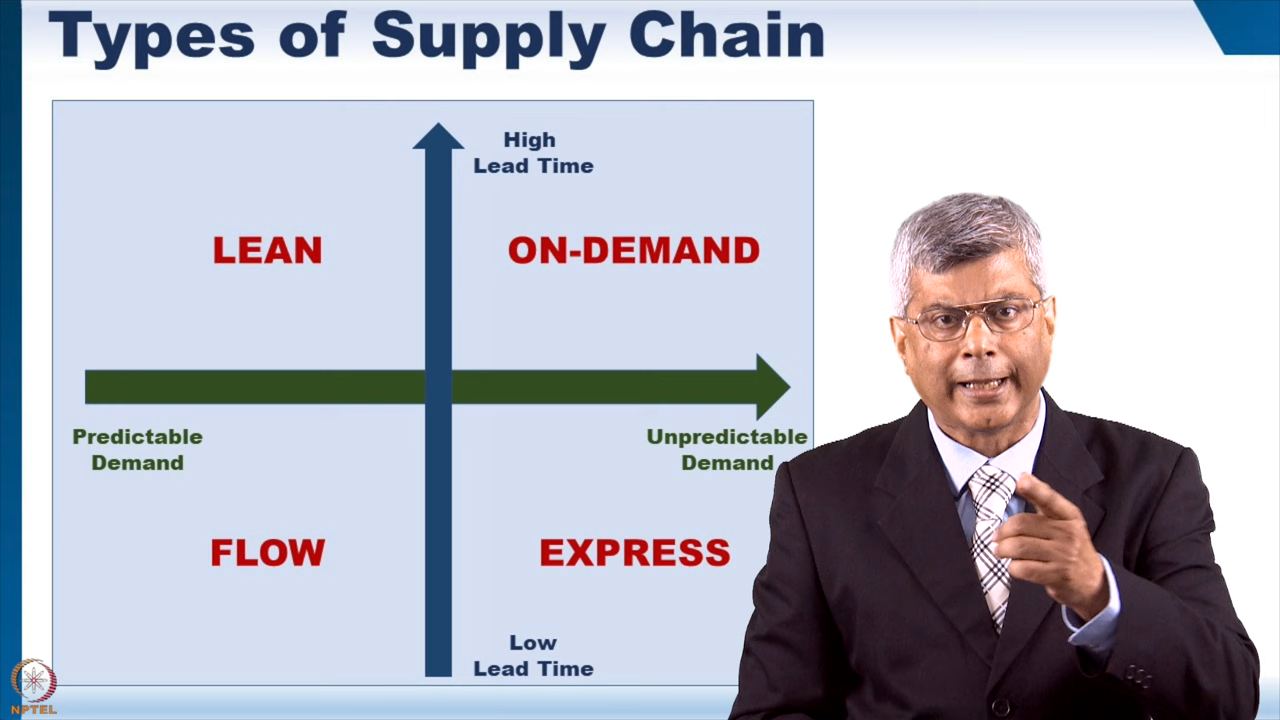 Types of Supply Chain
High
Lead Time
LEAN
ON-DEMAND
Predictable
Demand
Unpredictable
Demand
FLOW
EXPRESS
Low
Lead Time
NPTEL